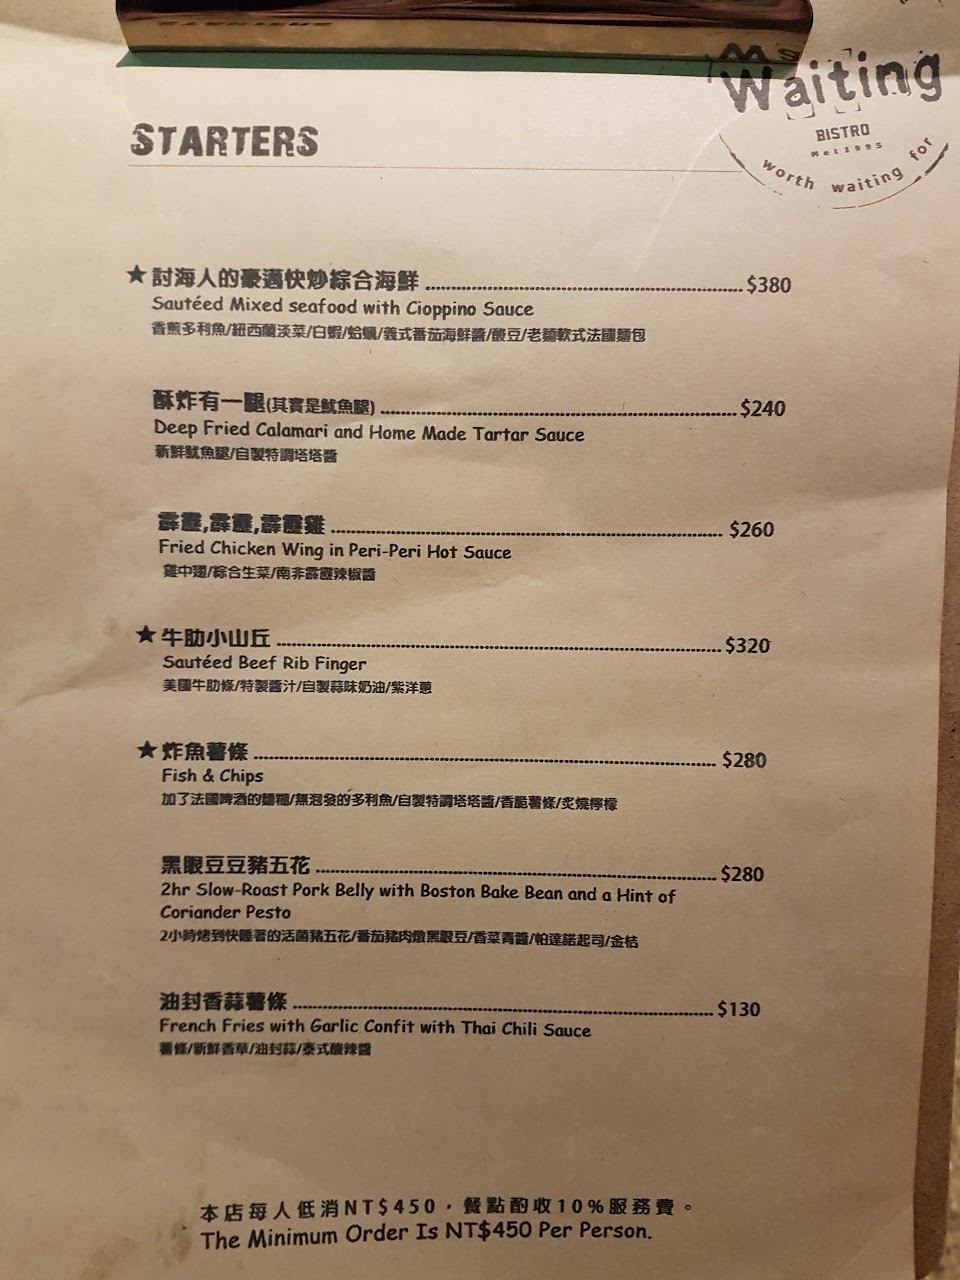 Waiting
BISTRO
Met1995
worth waiting for
STARTERS
★討海人的豪邁快炒綜合海鮮 $380
Sautéed Mixed seafood with Cioppino Sauce
香煎多利魚/紐西蘭淡菜/白蝦/蛤蠣/義式番茄海鮮醬/酸豆/老麵軟式法國麵包
酥炸有一腿(其實是魷魚腿) $240
Deep Fried Calamari and Home Made Tartar Sauce
新鮮魷魚腿/自製特調塔塔醬
霹靂,霹靂,霹靂雞 $260
Fried Chicken Wing in Peri-Peri Hot Sauce
雞中翅/綜合生菜/南非霹靂辣椒醬
★牛肋小山丘 $320
Sautéed Beef Rib Finger
美國牛肋條/特製醬汁/自製蒜味奶油/紫洋蔥
★炸魚薯條 $280
Fish & Chips
加了法國啤酒的麵糊/無泡發的多利魚/自製特調塔塔醬/香脆薯條/炙燒檸檬
黑眼豆豆豬五花 $280
2hr Slow-Roast Pork Belly with Boston Bake Bean and a Hint of
Coriander Pesto
2小時烤到快睡著的活菌豬五花/番茄豬肉燉黑眼豆/香菜青醬/帕達諾起司/金桔
油封香蒜薯條 $130
French Fries with Garlic Confit with Thai Chili Sauce
薯條/新鮮香草/油封蒜/泰式酸辣醬
本店每人低消NT$450，餐點酌收10%服務費。
The Minimum Order Is NT$450 Per Person.